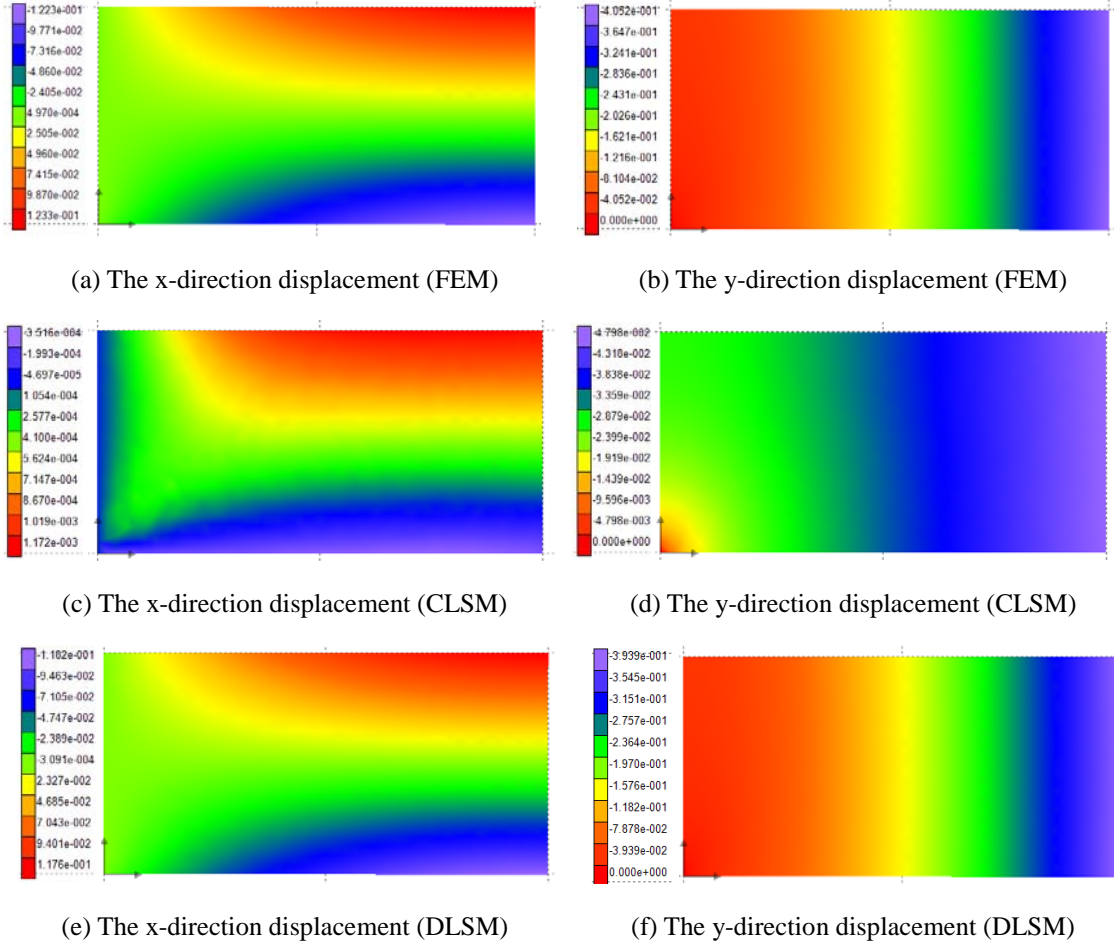 -1.223e-001
-9.771e-002
-7.316e-002
-4.860e-002
-2.405e-002
4.970e-004
2.505e-002
4.960e-002
7.415e-002
9.870e-002
1.233e-001
-4.052e-001
-3.647e-001
-3.241e-001
-2.836e-001
-2.431e-001
-2.026e-001
-1.621e-001
-1.216e-001
-8.104e-002
-4.052e-002
0.000e+000
(a) The x-direction displacement (FEM)
(b) The y-direction displacement (FEM)
-3.516e-004
-1.993e-004
-4.697e-005
1.054e-004
2.577e-004
4.100e-004
5.624e-004
7.147e-004
8.670e-004
1.019e-003
1.172e-003
-4.798e-002
-4.318e-002
-3.838e-002
-3.359e-002
-2.879e-002
-2.399e-002
-1.919e-002
-1.439e-002
-9.596e-003
-4.798e-003
0.000e+000
(c) The x-direction displacement (CLSM)
(d) The y-direction displacement (CLSM)
-1.182e-001
-9.463e-002
-7.105e-002
-4.747e-002
-2.389e-002
-3.091e-004
2.327e-002
4.685e-002
7.043e-002
9.401e-002
1.176e-001
-3.939e-001
-3.545e-001
-3.151e-001
-2.757e-001
-2.364e-001
-1.970e-001
-1.576e-001
-1.182e-001
-7.878e-002
-3.939e-002
0.000e+000
(e) The x-direction displacement (DLSM)
(f) The y-direction displacement (DLSM)